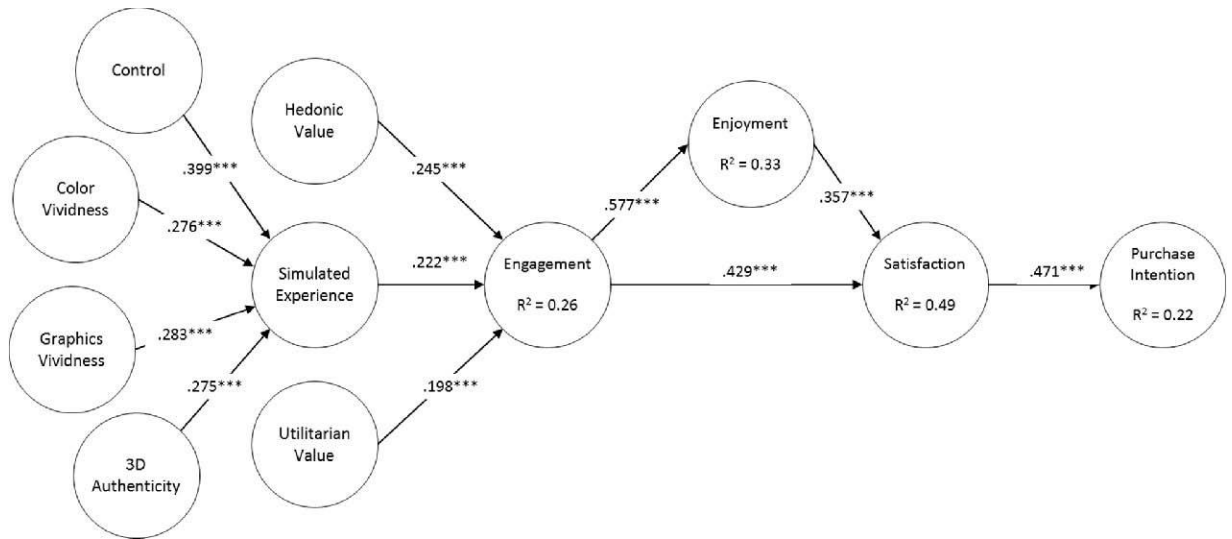 Control
.399***
Color
Vividness
.276***
Graphics
Vividness
.283***
3D
Authenticity
.275***
Simulated
Experience
Hedonic
Value
.245***
.222***
Utilitarian
Value
.198***
Engagement
R² = 0.26
.577***
Enjoyment
R² = 0.33
.357***
.429***
Satisfaction
R² = 0.49
.471***
Purchase
Intention
R² = 0.22